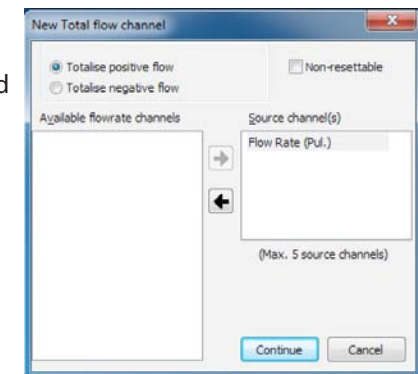 New Total flow channel
Totalise positive flow
Non-resettable
Totalise negative flow
Available flowrate channels
Source channel(s)
Flow Rate (Pul.)
(Max. 5 source channels)
Continue
Cancel